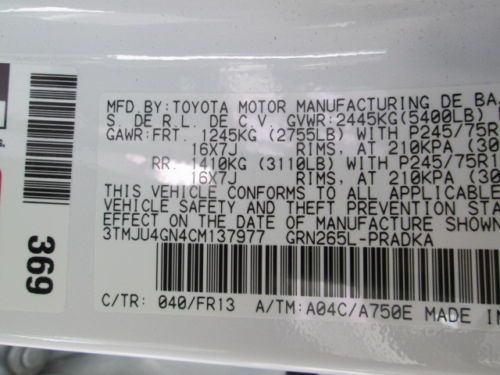 MFD.BY:TOYOTA MOTOR MANUFACTURING DE BA
S. DE R.L. DE C.V. GVWR:2445KG(5400LB)
GAWR:FRT. 1245KG (2755LB) WITH P245/75R
16X7J RIMS, AT 210KPA (30
RR. 1410KG (3110LB) WITH P245/75R1
16X7J RIMS, AT 210KPA (30
THIS VEHICLE CONFORMS TO ALL APPLICABLE
VEHICLE SAFETY AND THEFT PREVENTION STA
EFFECT ON THE DATE OF MANUFACTURE SHOWN
3TMJU4GN4CM137977 GRN265L-PRADKA
C/TR: 040/FR13 A/TM:A04C/A750E MADE IN
369
s.